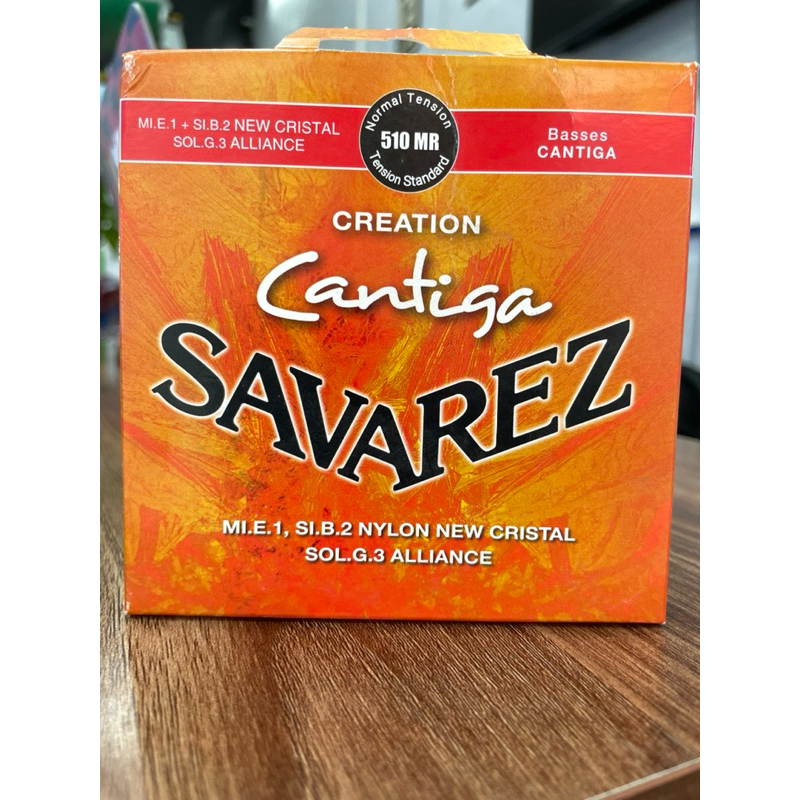 MI.E.1 + SI.B.2 NEW CRISTAL
SOL.G.3 ALLIANCE
Normal Tension
510 MR
Tension Standard
Basses
CANTIGA
CREATION
Cantiga
SAVAREZ
MI.E.1, SI.B.2 NYLON NEW CRISTAL
SOL.G.3 ALLIANCE